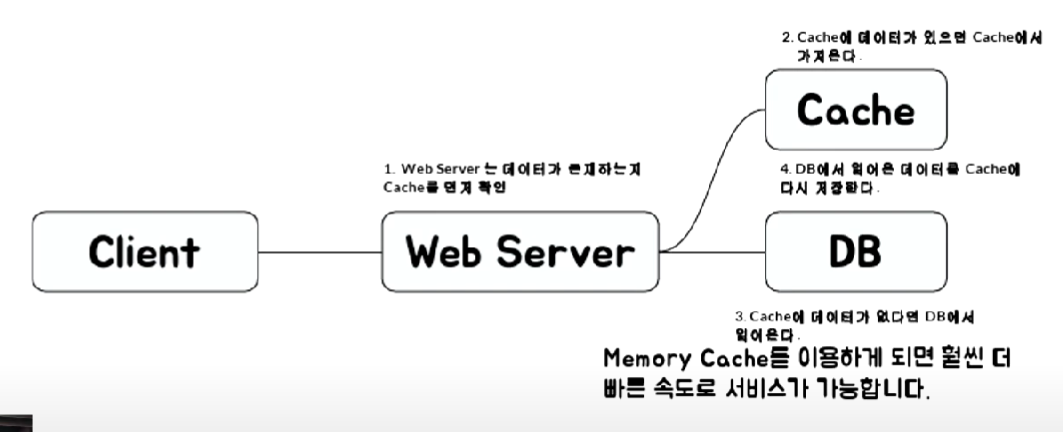 2. Cache에 데이터가 있으면 Cache에서
가져온다.
Cache
1. Web Server 는 데이터가 존재하는지
Cache를 먼저 확인
4. DB에서 읽어온 데이터를 Cache에
다시 저장한다.
Client
Web Server
DB
3. Cache에 데이터가 없다면 DB에서
읽어온다.
Memory Cache를 이용하게 되면 훨씬 더
빠른 속도로 서비스가 가능합니다.